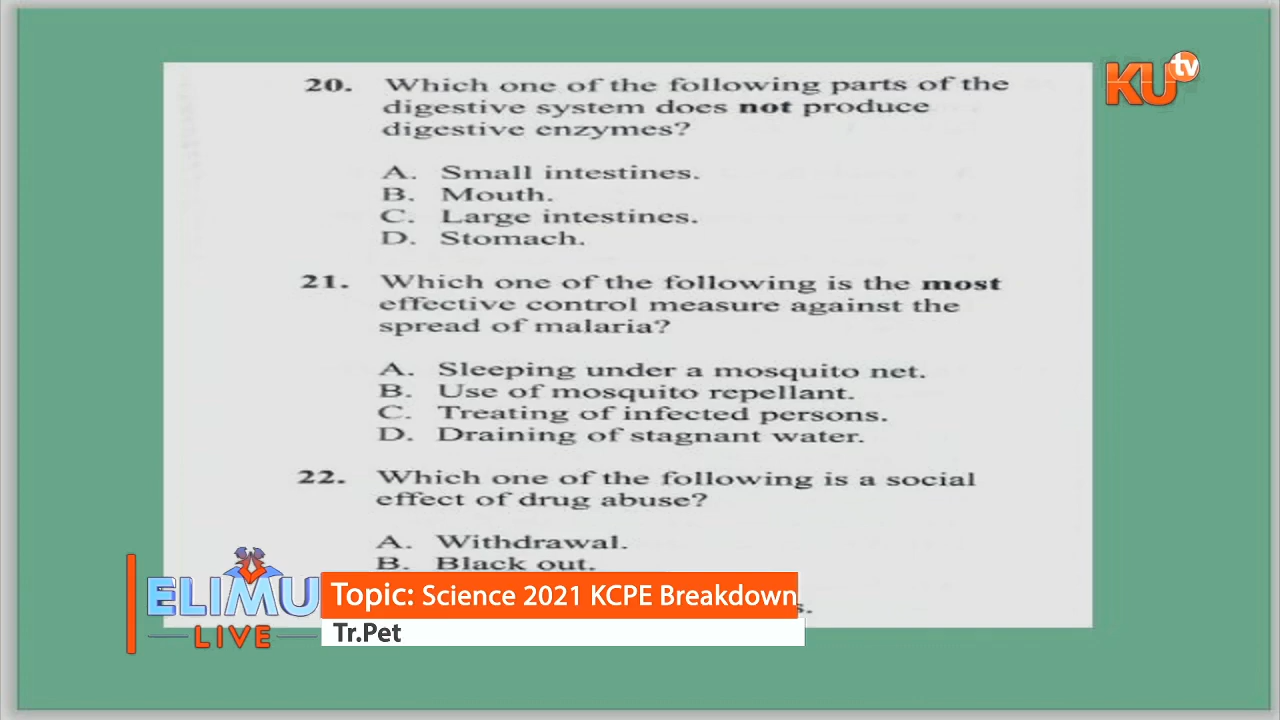 KU tv
20. Which one of the following parts of the
digestive system does not produce
digestive enzymes?
A. Small intestines.
B. Mouth.
C. Large intestines.
D. Stomach.
21. Which one of the following is the most
effective control measure against the
spread of malaria?
A. Sleeping under a mosquito net.
B. Use of mosquito repellant.
C. Treating of infected persons.
D. Draining of stagnant water.
22. Which one of the following is a social
effect of drug abuse?
A. Withdrawal.
B. Black out.
ELIMU
LIVE
Topic: Science 2021 KCPE Breakdown
Tr.Pet